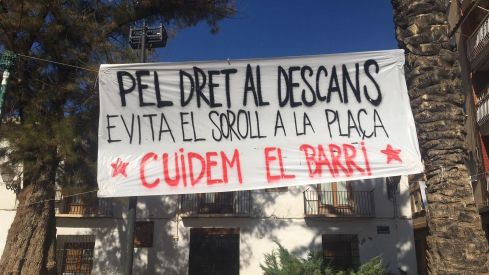 PEL DRET AL DESCANS
EVITA EL SOROLL A LA PLAÇA
★ CUiDEM EL BARRi ★